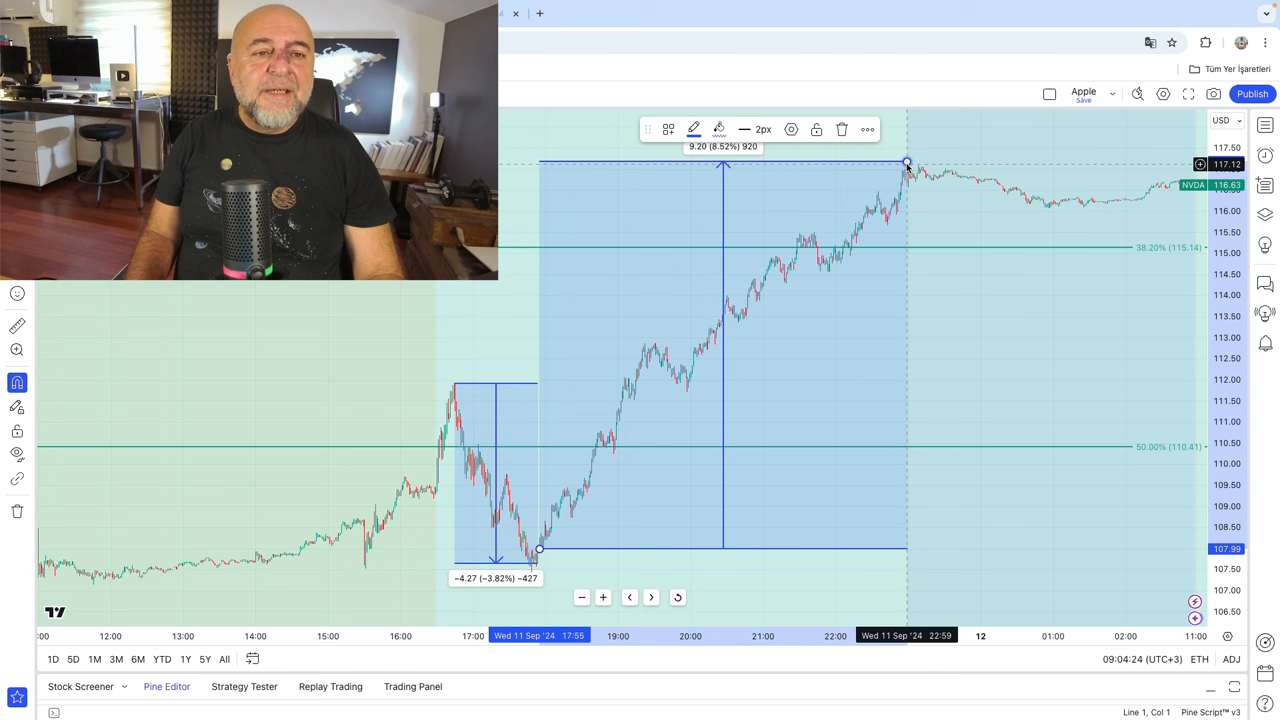 Tüm Yer İşaretleri
Apple
Save
Publish
USD
2px
9.20 (8.52%) 920
117.50
117.12
NVDA 116.63
116.00
115.50
38.20% (115.14)
115.00
114.50
114.00
113.50
113.00
112.50
112.00
111.50
111.00
50.00% (110.41)
110.50
110.00
109.50
109.00
108.50
107.99
107.50
107.00
106.50
−4.27 (−3.82%) −427
:00 12:00 13:00 14:00 15:00 16:00 17:00 Wed 11 Sep '24 17:55 19:00 20:00 21:00 22:00 Wed 11 Sep '24 22:59 12 01:00 02:00 11:00
1D 5D 1M 3M 6M YTD 1Y 5Y All 09:04:24 (UTC+3) ETH ADJ
Stock Screener Pine Editor Strategy Tester Replay Trading Trading Panel
Line 1, Col 1 Pine Script™ v3